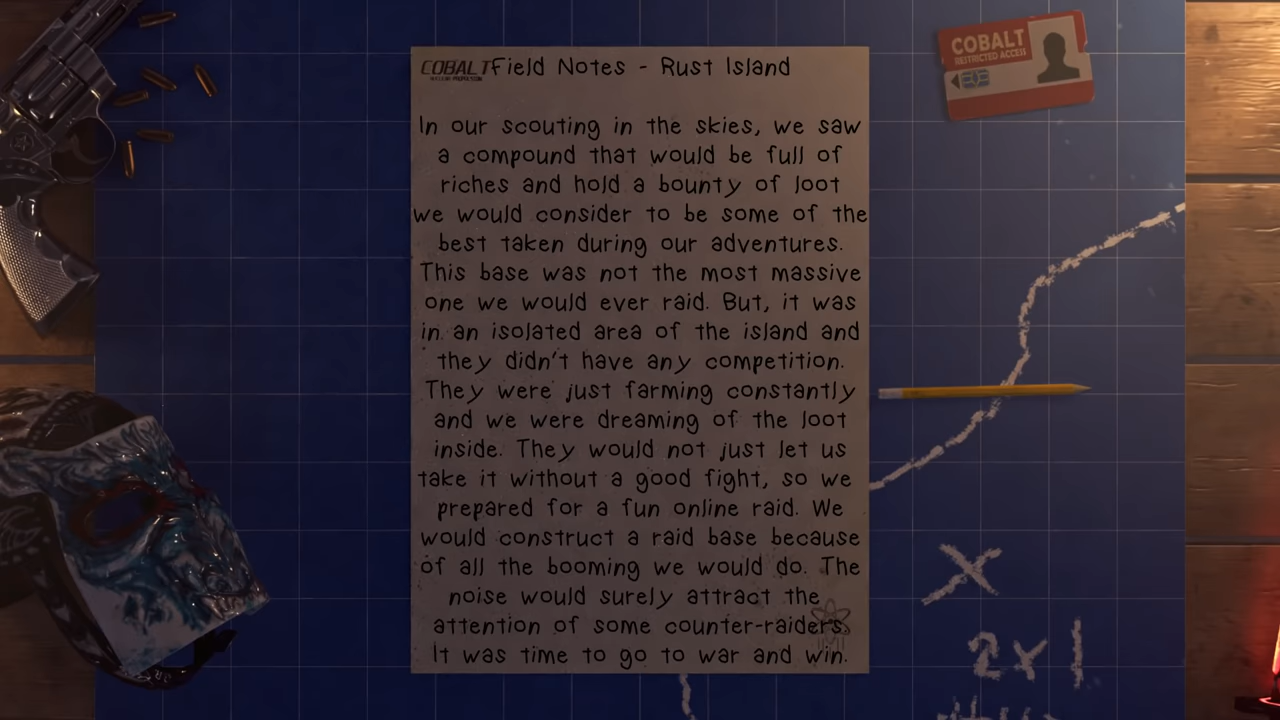 COBALT
Field Notes - Rust Island
In our scouting in the skies, we saw
a compound that would be full of
riches and hold a bounty of loot
we would consider to be some of the
best taken during our adventures.
This base was not the most massive
one we would ever raid. But, it was
in an isolated area of the island and
they didn't have any competition.
They were just farming constantly
and we were dreaming of the loot
inside. They would not just let us
take it without a good fight, so we
prepared for a fun online raid. We
would construct a raid base because
of all the booming we would do. The
noise would surely attract the
attention of some counter-raiders.
It was time to go to war and win.
COBALT
RESTRICTED ACCESS
X
2x1